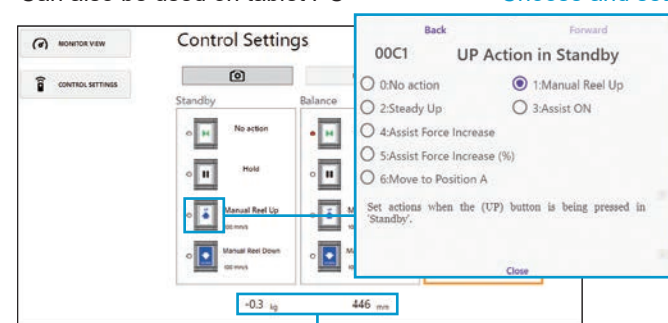 Can also be used on tablet PC
Choose and set
MONITOR VIEW
CONTROL SETTINGS
Control Settings
Standby
Balance
No action
Hold
Manual Reel Up
100 mm/s
Manual Reel Down
100 mm/s
-0.3 kg
446 mm
Back
Forward
00C1
UP Action in Standby
0:No action
1:Manual Reel Up
2:Steady Up
3:Assist ON
4:Assist Force Increase
5:Assist Force Increase (%)
6:Move to Position A
Set actions when the (UP) button is being pressed in
'Standby'.
Close